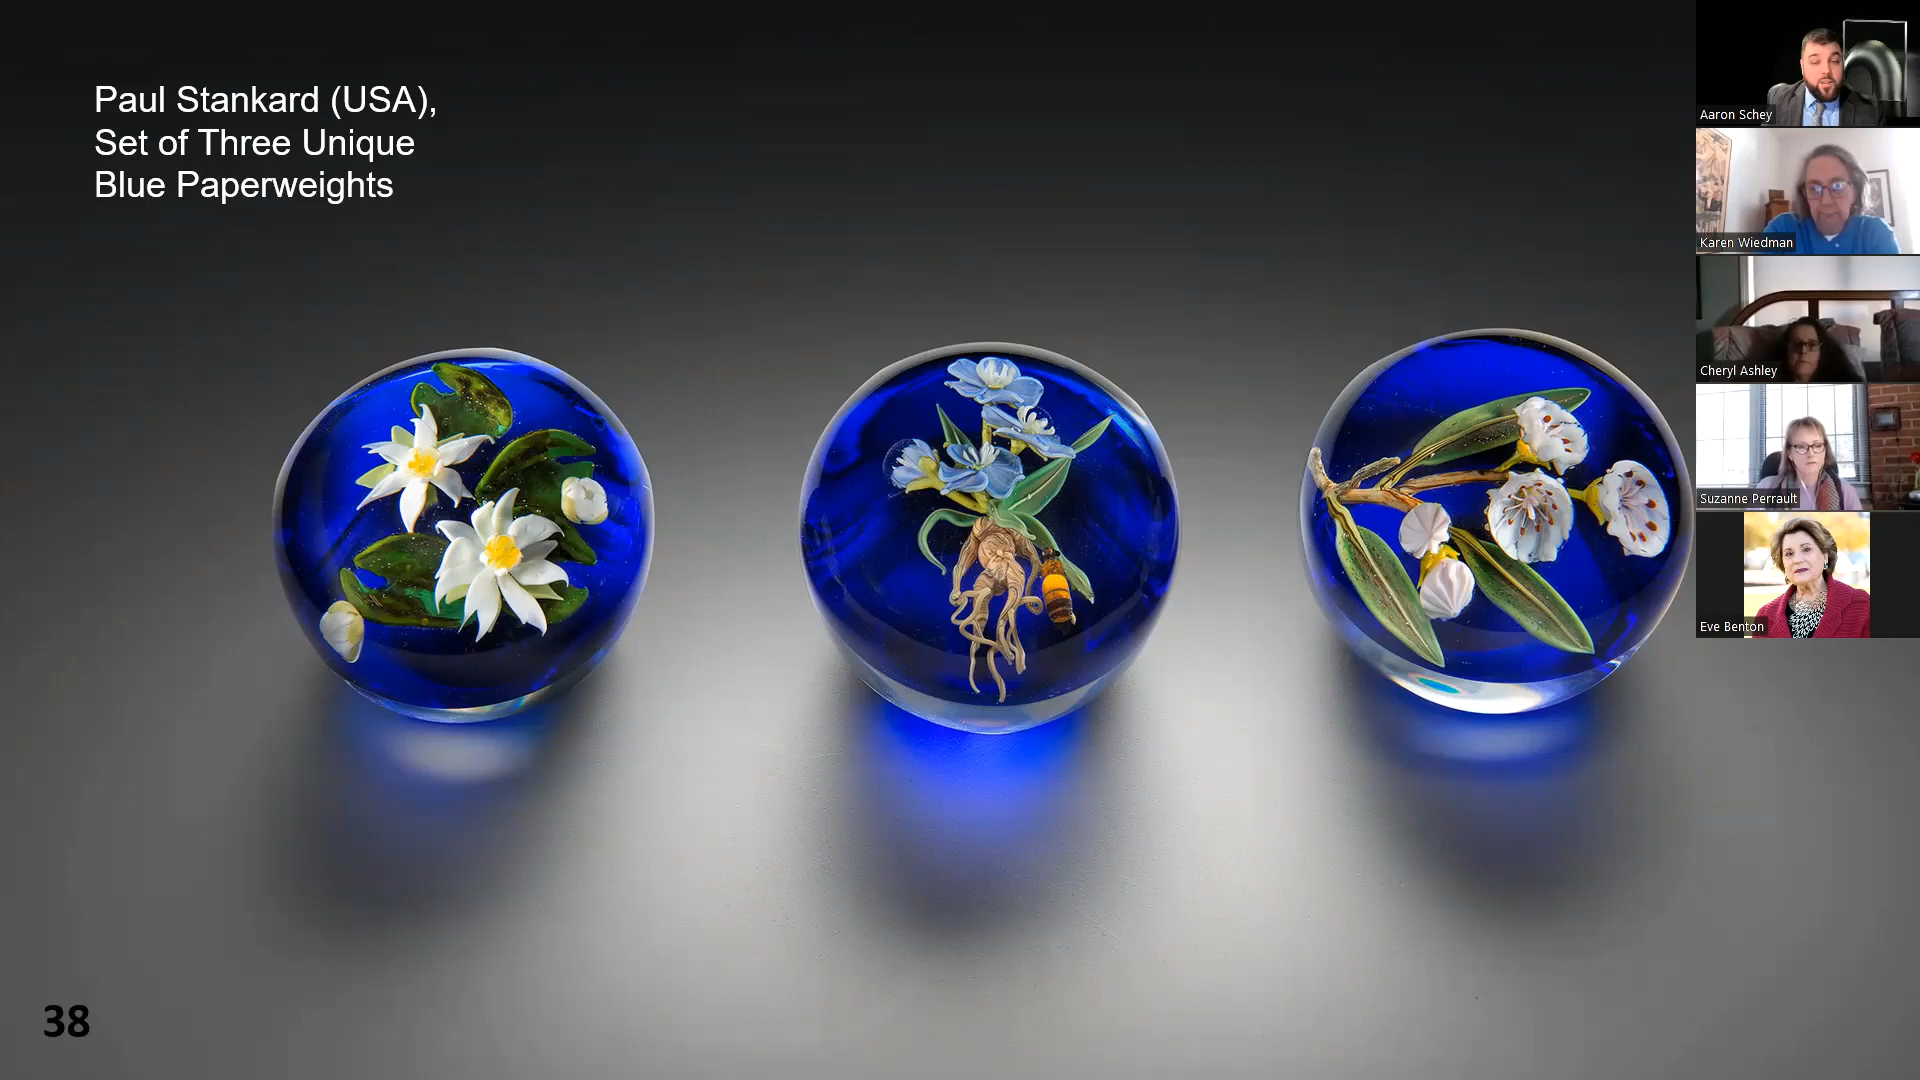 Paul Stankard (USA),
Set of Three Unique
Blue Paperweights
38
Aaron Schey
Karen Wiedman
Cheryl Ashley
Suzanne Perrault
Eve Benton